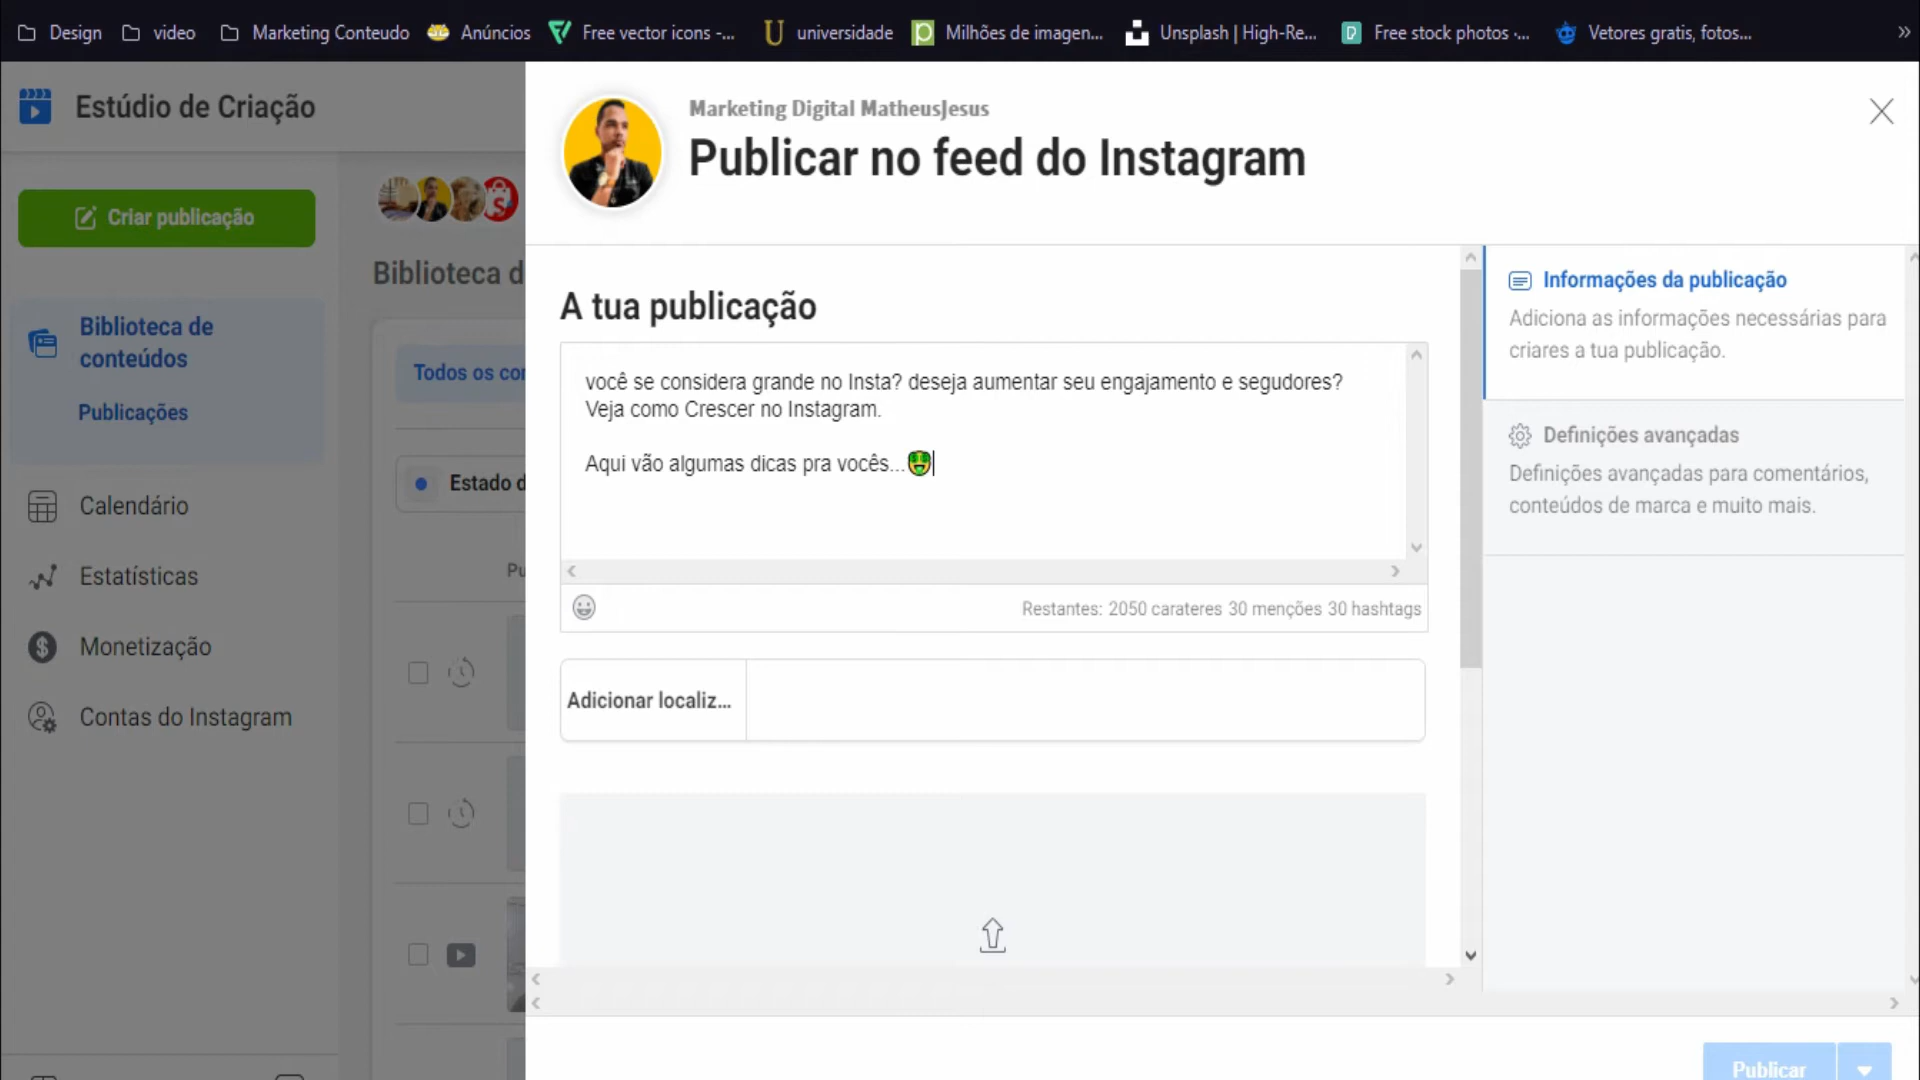 Design
video
Marketing Conteudo
Anúncios
Free vector icons -...
universidade
Milhões de imagen...
Unsplash | High-Re...
Free stock photos ·...
Vetores gratis, fotos...
Estúdio de Criação
Criar publicação
Biblioteca de
conteúdos
Publicações
Calendário
Estatísticas
Monetização
Contas do Instagram
Biblioteca d
Todos os co
Estado d
Pu
Marketing Digital MatheusJesus
Publicar no feed do Instagram
A tua publicação
você se considera grande no Insta? deseja aumentar seu engajamento e segudores?
Veja como Crescer no Instagram.
Aqui vão algumas dicas pra vocês...🤑
Restantes: 2050 carateres 30 menções 30 hashtags
Adicionar localiz...
Informações da publicação
Adiciona as informações necessárias para
criares a tua publicação.
Definições avançadas
Definições avançadas para comentários,
conteúdos de marca e muito mais.
Publicar